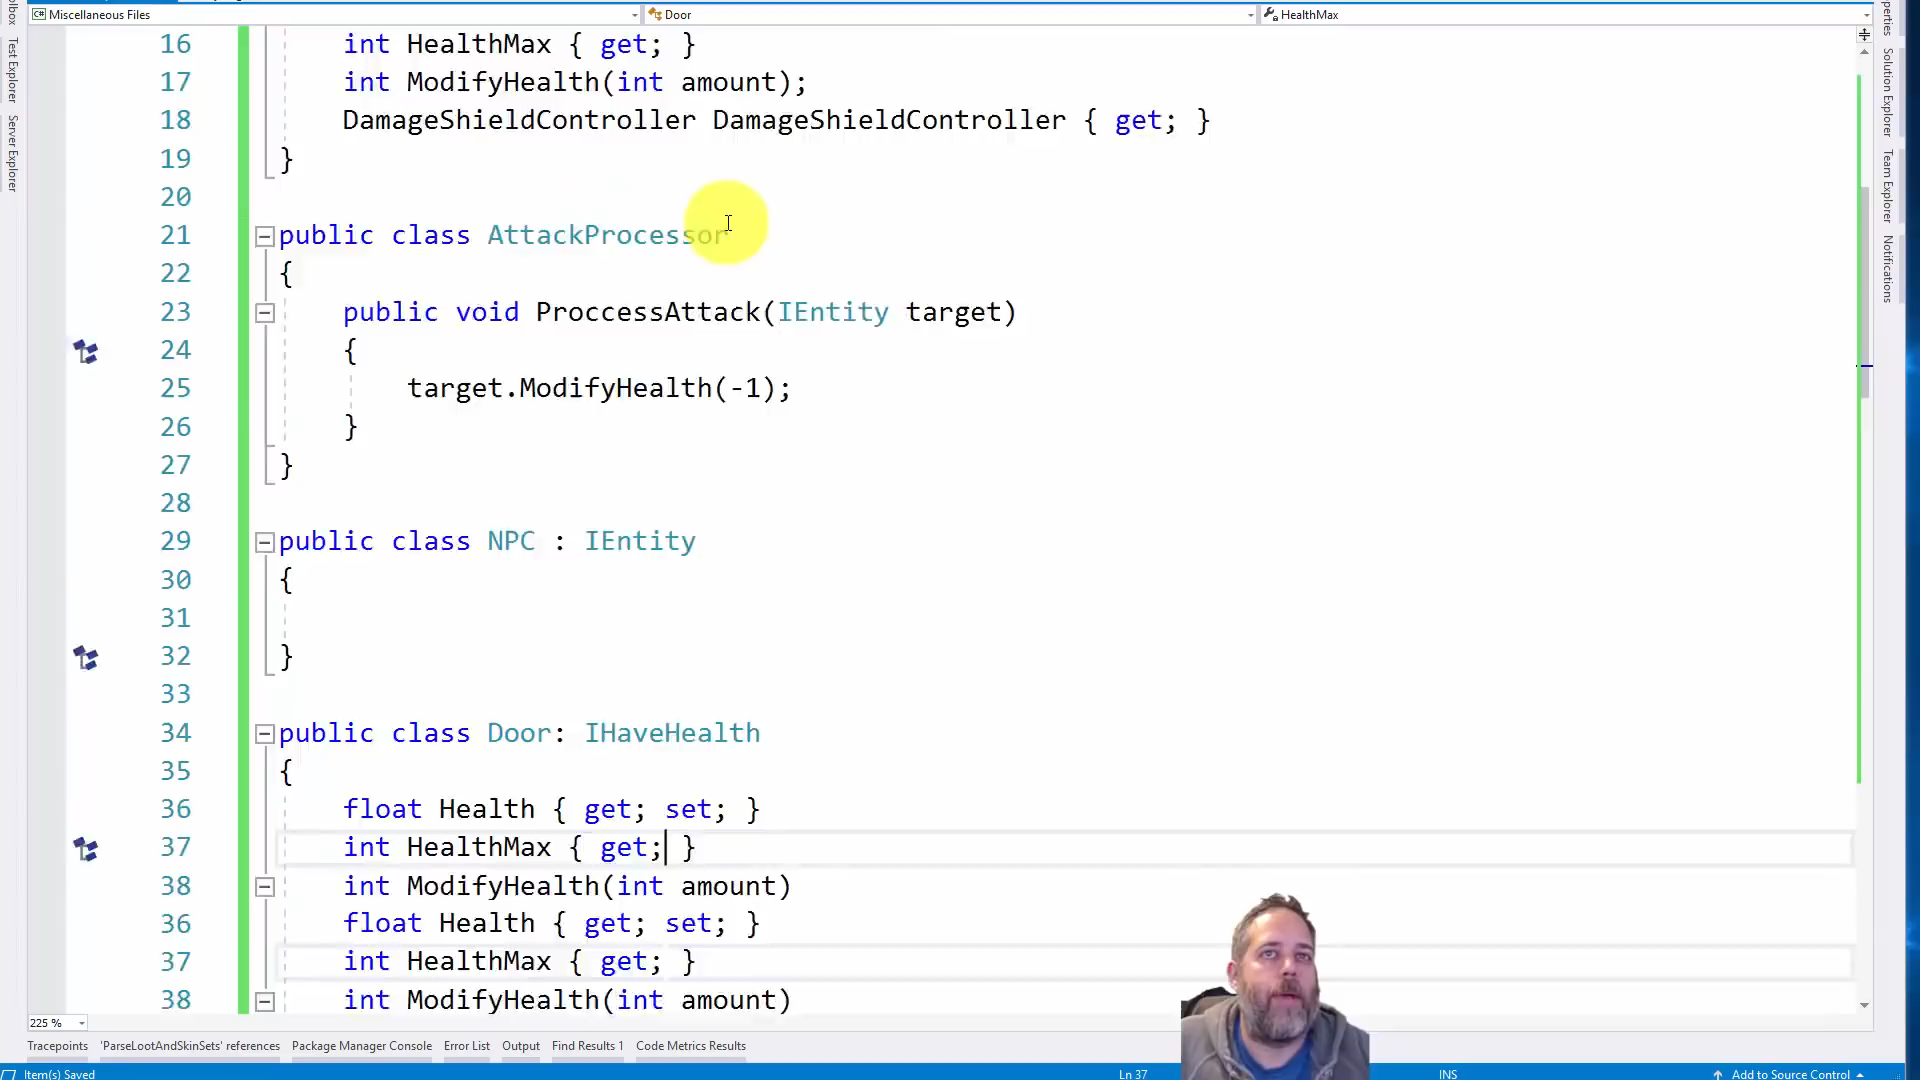 Miscellaneous Files
Door
HealthMax
16 int HealthMax { get; }
17 int ModifyHealth(int amount);
18 DamageShieldController DamageShieldController { get; }
19 }
20
21 public class AttackProcessor
22 {
23 public void ProccessAttack(IEntity target)
24 {
25 target.ModifyHealth(-1);
26 }
27 }
28
29 public class NPC : IEntity
30 {
31
32 }
33
34 public class Door: IHaveHealth
35 {
36 float Health { get; set; }
37 int HealthMax { get; }
38 int ModifyHealth(int amount)
36 float Health { get; set; }
37 int HealthMax { get; }
38 int ModifyHealth(int amount)
225 %
Tracepoints 'ParseLootAndSkinSets' references Package Manager Console Error List Output Find Results 1 Code Metrics Results
Item(s) Saved Ln 37 INS Add to Source Control
Test Explorer
Server Explorer
Solution Explorer
Team Explorer
Notifications